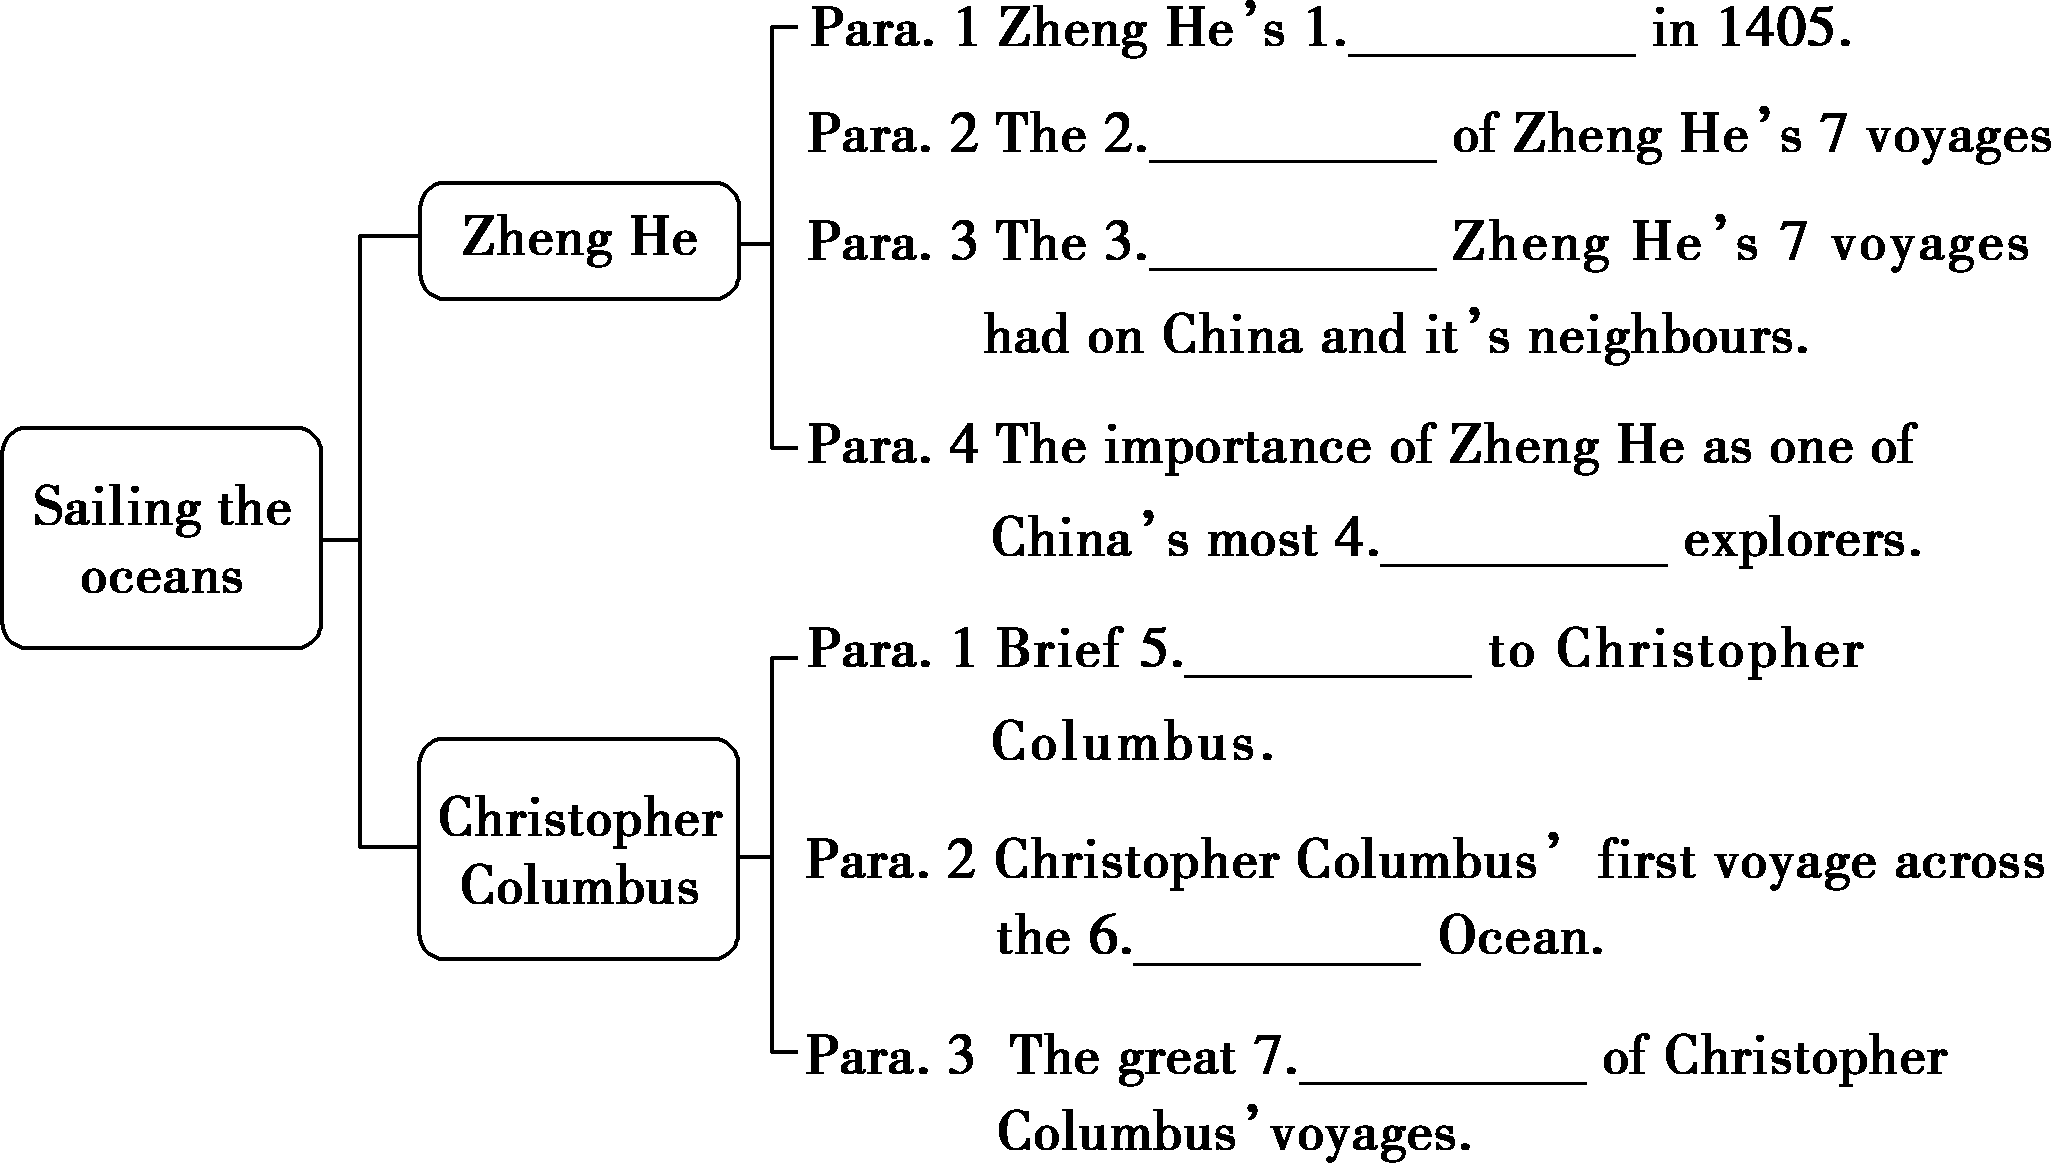 Sailing the
oceans
Zheng He
Para. 1 Zheng He's 1.__________ in 1405.
Para. 2 The 2.__________ of Zheng He's 7 voyages
Para. 3 The 3.__________ Zheng He's 7 voyages
had on China and it's neighbours.
Para. 4 The importance of Zheng He as one of
China's most 4.__________ explorers.
Christopher
Columbus
Para. 1 Brief 5.__________ to Christopher
Columbus.
Para. 2 Christopher Columbus' first voyage across
the 6.__________ Ocean.
Para. 3 The great 7.__________ of Christopher
Columbus'voyages.